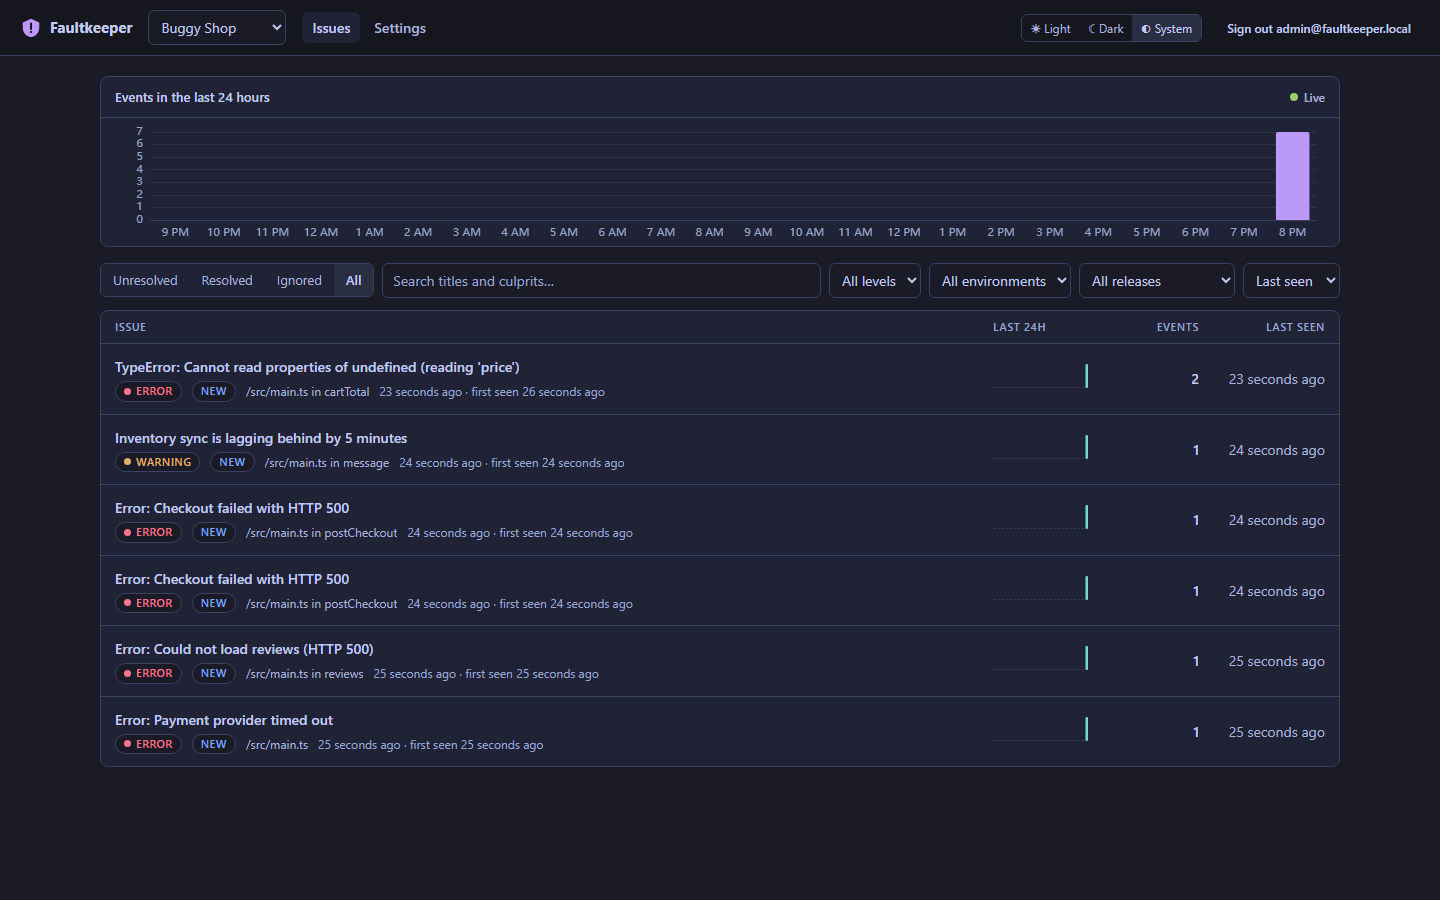 Faultkeeper Buggy Shop Issues Settings Light Dark System Sign out admin@faultkeeper.local
Events in the last 24 hours Live
7
6
5
4
3
2
1
0
9 PM 10 PM 11 PM 12 AM 1 AM 2 AM 3 AM 4 AM 5 AM 6 AM 7 AM 8 AM 9 AM 10 AM 11 AM 12 PM 1 PM 2 PM 3 PM 4 PM 5 PM 6 PM 7 PM 8 PM
Unresolved Resolved Ignored All Search titles and culprits... All levels All environments All releases Last seen
ISSUE LAST 24H EVENTS LAST SEEN
TypeError: Cannot read properties of undefined (reading 'price')
ERROR NEW /src/main.ts in cartTotal 23 seconds ago · first seen 26 seconds ago
2 23 seconds ago
Inventory sync is lagging behind by 5 minutes
WARNING NEW /src/main.ts in message 24 seconds ago · first seen 24 seconds ago
1 24 seconds ago
Error: Checkout failed with HTTP 500
ERROR NEW /src/main.ts in postCheckout 24 seconds ago · first seen 24 seconds ago
1 24 seconds ago
Error: Checkout failed with HTTP 500
ERROR NEW /src/main.ts in postCheckout 24 seconds ago · first seen 24 seconds ago
1 24 seconds ago
Error: Could not load reviews (HTTP 500)
ERROR NEW /src/main.ts in reviews 25 seconds ago · first seen 25 seconds ago
1 25 seconds ago
Error: Payment provider timed out
ERROR NEW /src/main.ts 25 seconds ago · first seen 25 seconds ago
1 25 seconds ago